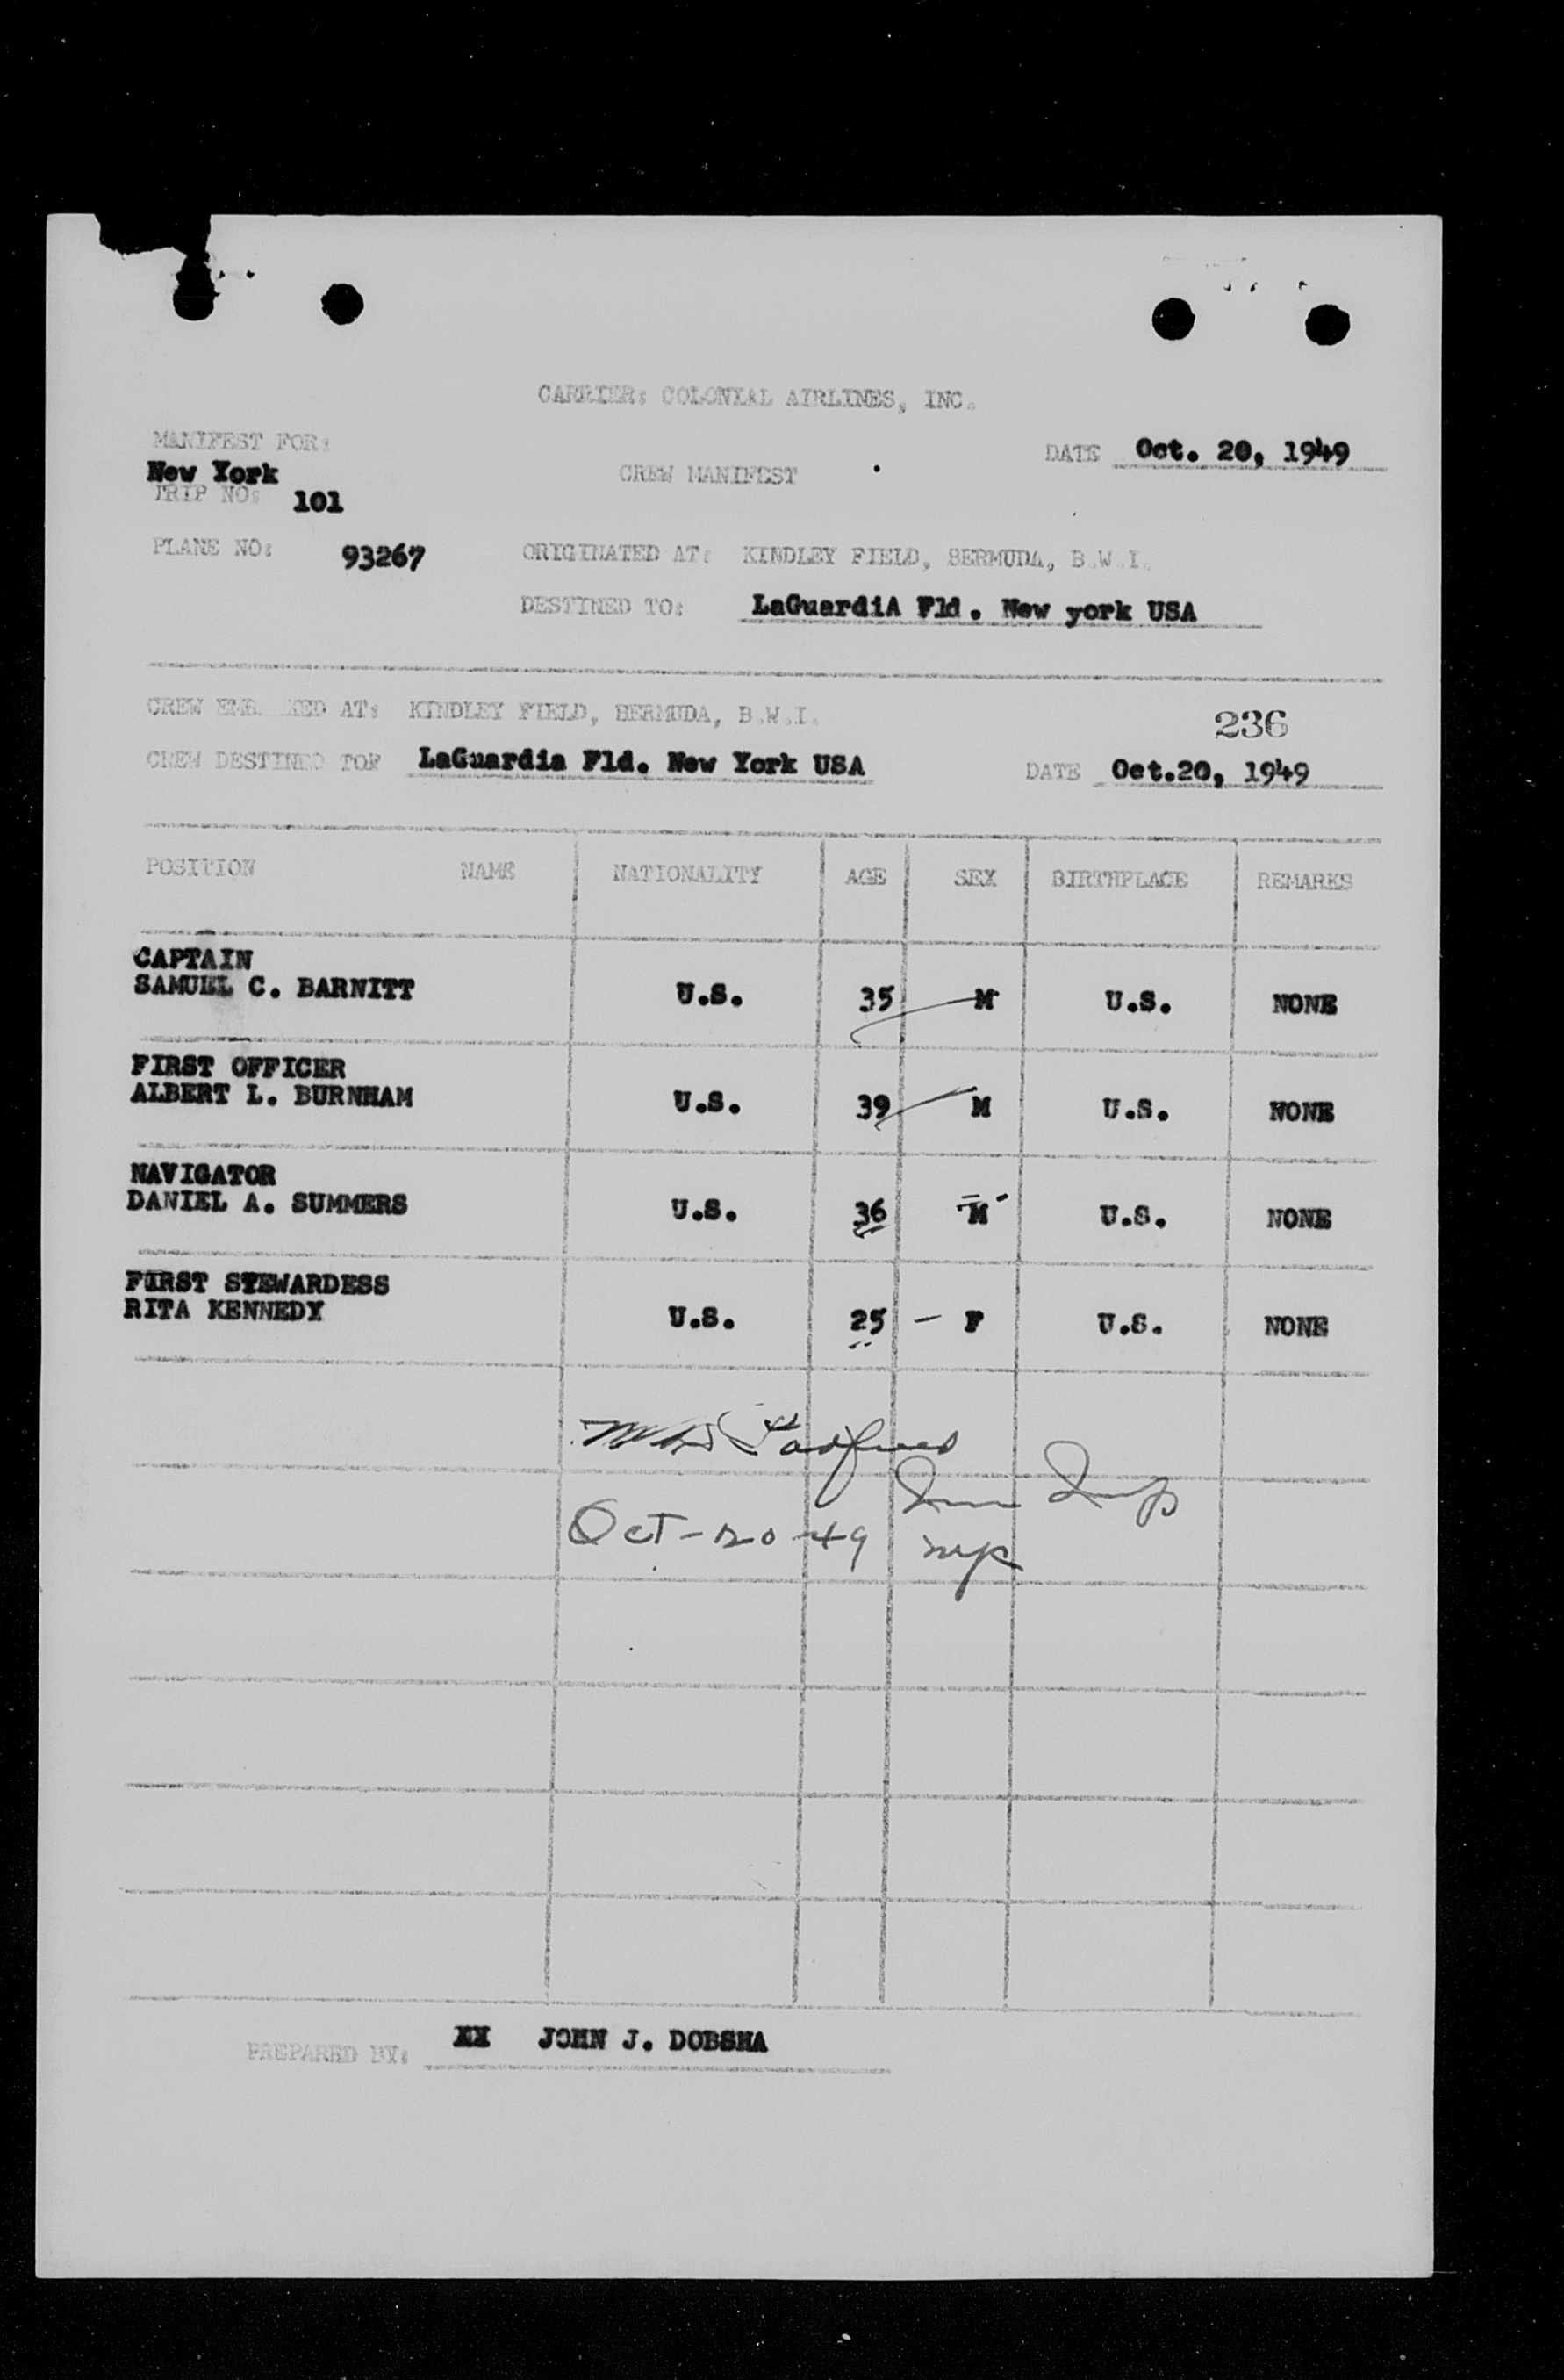 CARRIER: COLONIAL AIRLINES, INC.
MANIFEST FOR:
New York
DATE Oct. 20, 1949
CREW MANIFEST
TRIP NO: 101
PLANE NO: 93267
ORIGINATED AT: KINDLEY FIELD, BERMUDA, B.W.I.
DESTINED TO: LaGuardiA Fld. New york USA
CREW EMB KED AT: KINDLEY FIELD, BERMUDA, B.W.I.
236
CREW DESTINED TO LaGuardia Fld. New York USA
DATE Oct.20, 1949
POSITION NAME NATIONALITY AGE SEX BIRTHPLACE REMARKS
CAPTAIN
SAMUEL C. BARNITT U.S. 35 M U.S. NONE
FIRST OFFICER
ALBERT L. BURNHAM U.S. 39 M U.S. NONE
NAVIGATOR
DANIEL A. SUMMERS U.S. 36 M U.S. NONE
FIRST STEWARDESS
RITA KENNEDY U.S. 25 F U.S. NONE
Imm Insp
Oct-20-49
PREPARED BY: XX JOHN J. DOBSHA